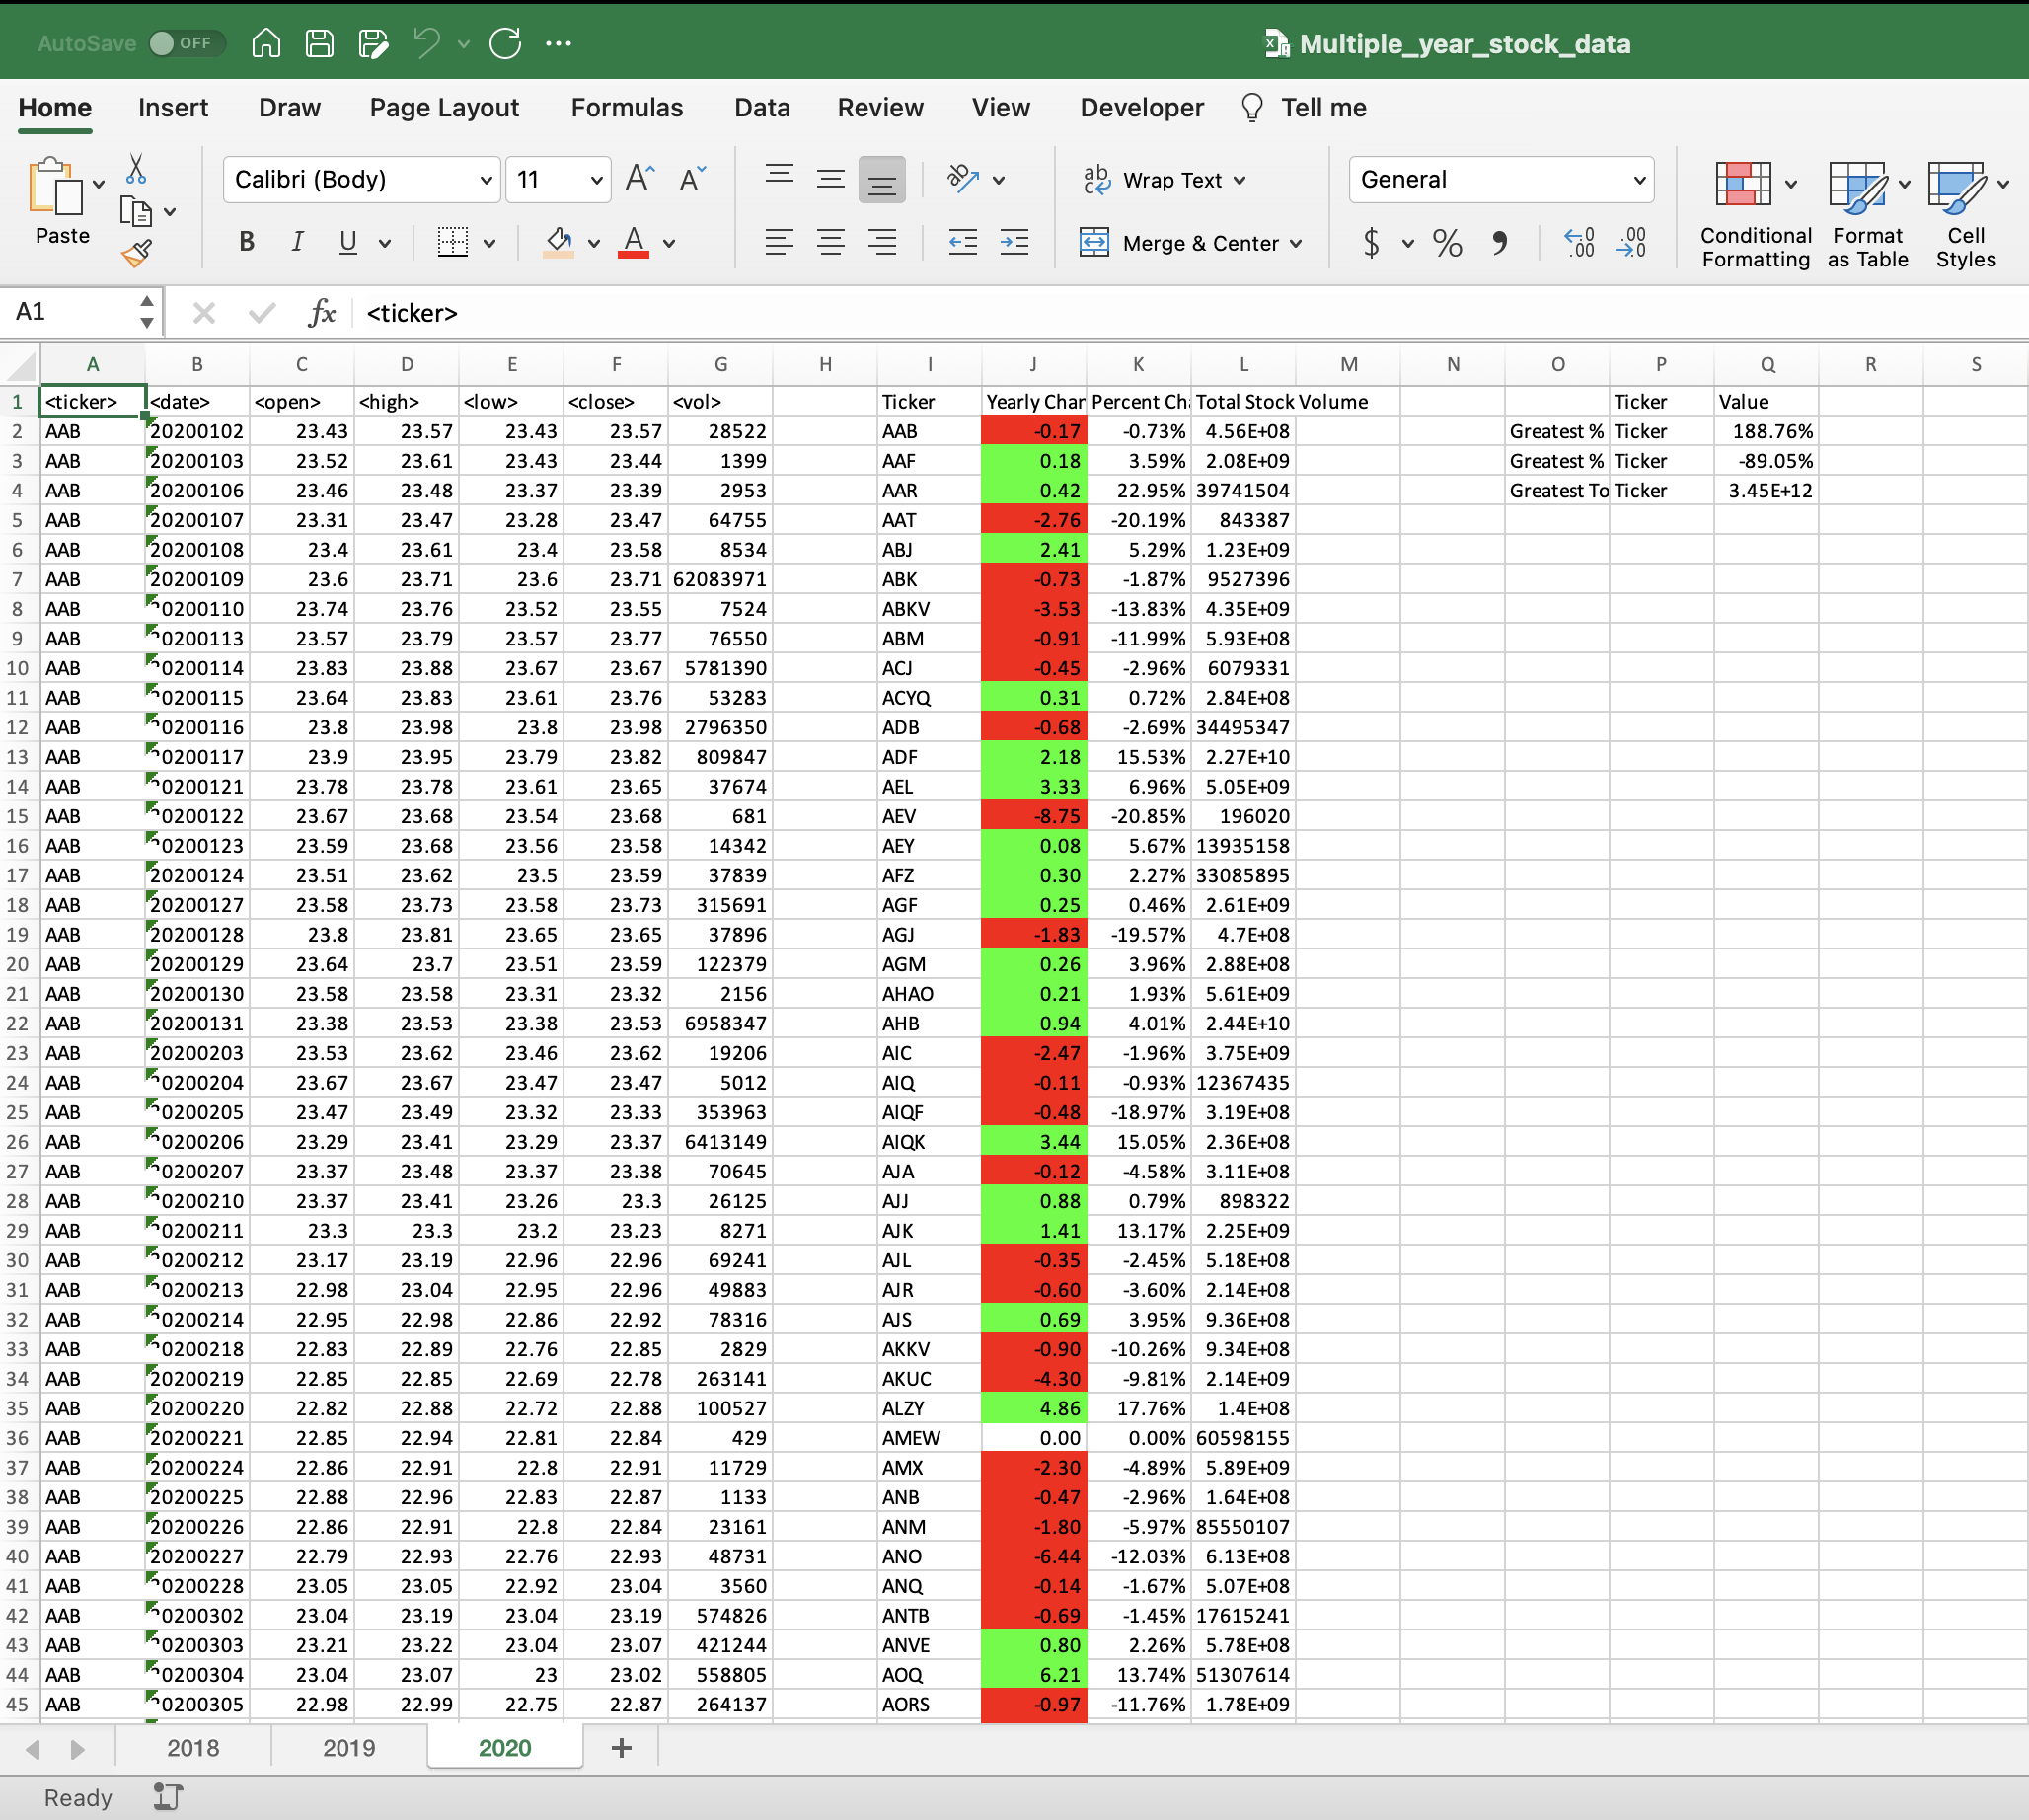 AutoSave OFF Multiple_year_stock_data
Home Insert Draw Page Layout Formulas Data Review View Developer Tell me
Paste Calibri (Body) 11 A A ab Wrap Text General Conditional Formatting Format as Table Cell Styles
B I U A Merge & Center $ % 9 .0 .00 .00 .0
A1 fx <ticker>
A B C D E F G H I J K L M N O P Q R S
1 <ticker> <date> <open> <high> <low> <close> <vol> Ticker Yearly Char Percent Ch Total Stock Volume Ticker Value
2 AAB 20200102 23.43 23.57 23.43 23.57 28522 AAB -0.17 -0.73% 4.56E+08 Greatest % Ticker 188.76%
3 AAB 20200103 23.52 23.61 23.43 23.44 1399 AAF 0.18 3.59% 2.08E+09 Greatest % Ticker -89.05%
4 AAB 20200106 23.46 23.48 23.37 23.39 2953 AAR 0.42 22.95% 39741504 Greatest To Ticker 3.45E+12
5 AAB 20200107 23.31 23.47 23.28 23.47 64755 AAT -2.76 -20.19% 843387
6 AAB 20200108 23.4 23.61 23.4 23.58 8534 ABJ 2.41 5.29% 1.23E+09
7 AAB 20200109 23.6 23.71 23.6 23.71 62083971 ABK -0.73 -1.87% 9527396
8 AAB 20200110 23.74 23.76 23.52 23.55 7524 ABKV -3.53 -13.83% 4.35E+09
9 AAB 20200113 23.57 23.79 23.57 23.77 76550 ABM -0.91 -11.99% 5.93E+08
10 AAB 20200114 23.83 23.88 23.67 23.67 5781390 ACJ -0.45 -2.96% 6079331
11 AAB 20200115 23.64 23.83 23.61 23.76 53283 ACYQ 0.31 0.72% 2.84E+08
12 AAB 20200116 23.8 23.98 23.8 23.98 2796350 ADB -0.68 -2.69% 34495347
13 AAB 20200117 23.9 23.95 23.79 23.82 809847 ADF 2.18 15.53% 2.27E+10
14 AAB 20200121 23.78 23.78 23.61 23.65 37674 AEL 3.33 6.96% 5.05E+09
15 AAB 20200122 23.67 23.68 23.54 23.68 681 AEV -8.75 -20.85% 196020
16 AAB 20200123 23.59 23.68 23.56 23.58 14342 AEY 0.08 5.67% 13935158
17 AAB 20200124 23.51 23.62 23.5 23.59 37839 AFZ 0.30 2.27% 33085895
18 AAB 20200127 23.58 23.73 23.58 23.73 315691 AGF 0.25 0.46% 2.61E+09
19 AAB 20200128 23.8 23.81 23.65 23.65 37896 AGJ -1.83 -19.57% 4.7E+08
20 AAB 20200129 23.64 23.7 23.51 23.59 122379 AGM 0.26 3.96% 2.88E+08
21 AAB 20200130 23.58 23.58 23.31 23.32 2156 AHAO 0.21 1.93% 5.61E+09
22 AAB 20200131 23.38 23.53 23.38 23.53 6958347 AHB 0.94 4.01% 2.44E+10
23 AAB 20200203 23.53 23.62 23.46 23.62 19206 AIC -2.47 -1.96% 3.75E+09
24 AAB 20200204 23.67 23.67 23.47 23.47 5012 AIQ -0.11 -0.93% 12367435
25 AAB 20200205 23.47 23.49 23.32 23.33 353963 AIQF -0.48 -18.97% 3.19E+08
26 AAB 20200206 23.29 23.41 23.29 23.37 6413149 AIQK 3.44 15.05% 2.36E+08
27 AAB 20200207 23.37 23.48 23.37 23.38 70645 AJA -0.12 -4.58% 3.11E+08
28 AAB 20200210 23.37 23.41 23.26 23.3 26125 AJJ 0.88 0.79% 898322
29 AAB 20200211 23.3 23.3 23.2 23.23 8271 AJK 1.41 13.17% 2.25E+09
30 AAB 20200212 23.17 23.19 22.96 22.96 69241 AJL -0.35 -2.45% 5.18E+08
31 AAB 20200213 22.98 23.04 22.95 22.96 49883 AJR -0.60 -3.60% 2.14E+08
32 AAB 20200214 22.95 22.98 22.86 22.92 78316 AJS 0.69 3.95% 9.36E+08
33 AAB 20200218 22.83 22.89 22.76 22.85 2829 AKKV -0.90 -10.26% 9.34E+08
34 AAB 20200219 22.85 22.85 22.69 22.78 263141 AKUC -4.30 -9.81% 2.14E+09
35 AAB 20200220 22.82 22.88 22.72 22.88 100527 ALZY 4.86 17.76% 1.4E+08
36 AAB 20200221 22.85 22.94 22.81 22.84 429 AMEW 0.00 0.00% 60598155
37 AAB 20200224 22.86 22.91 22.8 22.91 11729 AMX -2.30 -4.89% 5.89E+09
38 AAB 20200225 22.88 22.96 22.83 22.87 1133 ANB -0.47 -2.96% 1.64E+08
39 AAB 20200226 22.86 22.91 22.8 22.84 23161 ANM -1.80 -5.97% 85550107
40 AAB 20200227 22.79 22.93 22.76 22.93 48731 ANO -6.44 -12.03% 6.13E+08
41 AAB 20200228 23.05 23.05 22.92 23.04 3560 ANQ -0.14 -1.67% 5.07E+08
42 AAB 20200302 23.04 23.19 23.04 23.19 574826 ANTB -0.69 -1.45% 17615241
43 AAB 20200303 23.21 23.22 23.04 23.07 421244 ANVE 0.80 2.26% 5.78E+08
44 AAB 20200304 23.04 23.07 23 23.02 558805 AOQ 6.21 13.74% 51307614
45 AAB 20200305 22.98 22.99 22.75 22.87 264137 AORS -0.97 -11.76% 1.78E+09
2018 2019 2020 +
Ready